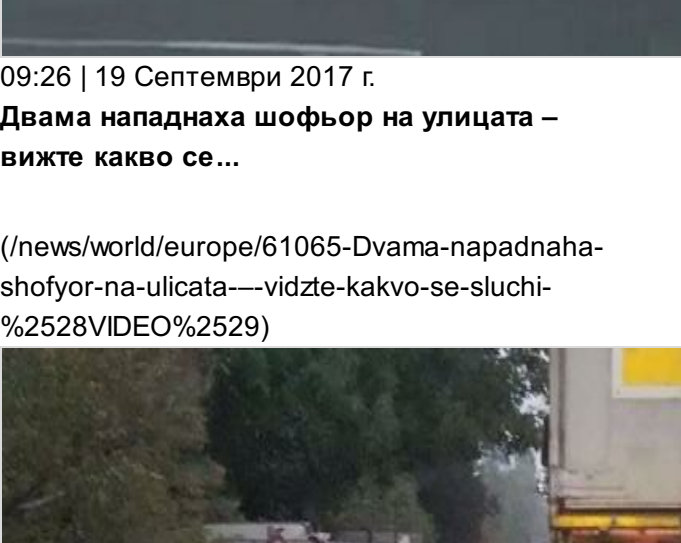 09:26 | 19 Септември 2017 г.
Двама нападнаха шофьор на улицата –
вижте какво се...
(/news/world/europe/61065-Dvama-napadnaha-
shofyor-na-ulicata-–-vidzte-kakvo-se-sluchi-
%2528VIDEO%2529)